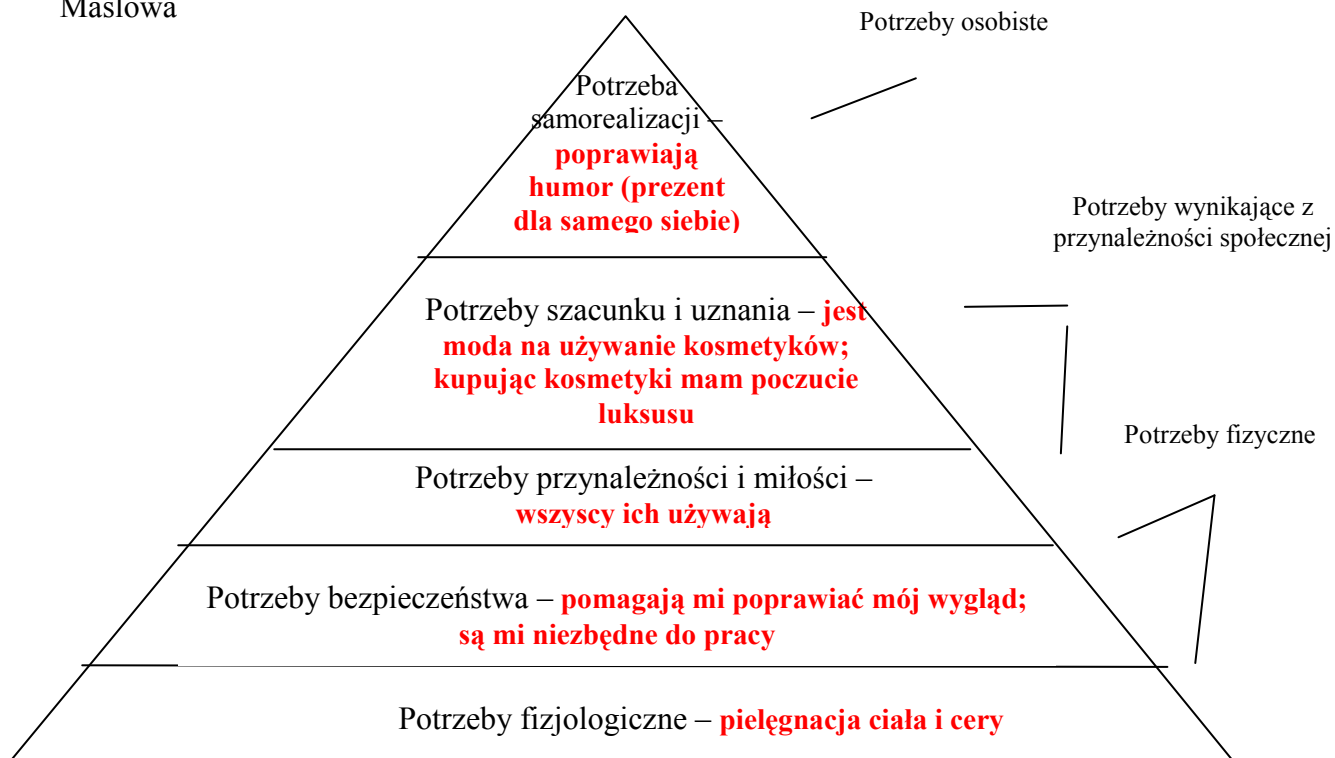 Maslowa
Potrzeby osobiste
Potrzeba
samorealizacji –
poprawiają
humor (prezent
dla samego siebie)
Potrzeby wynikające z
przynależności społecznej
Potrzeby szacunku i uznania – jest
moda na używanie kosmetyków;
kupując kosmetyki mam poczucie
luksusu
Potrzeby fizyczne
Potrzeby przynależności i miłości –
wszyscy ich używają
Potrzeby bezpieczeństwa – pomagają mi poprawiać mój wygląd;
są mi niezbędne do pracy
Potrzeby fizjologiczne – pielęgnacja ciała i cery